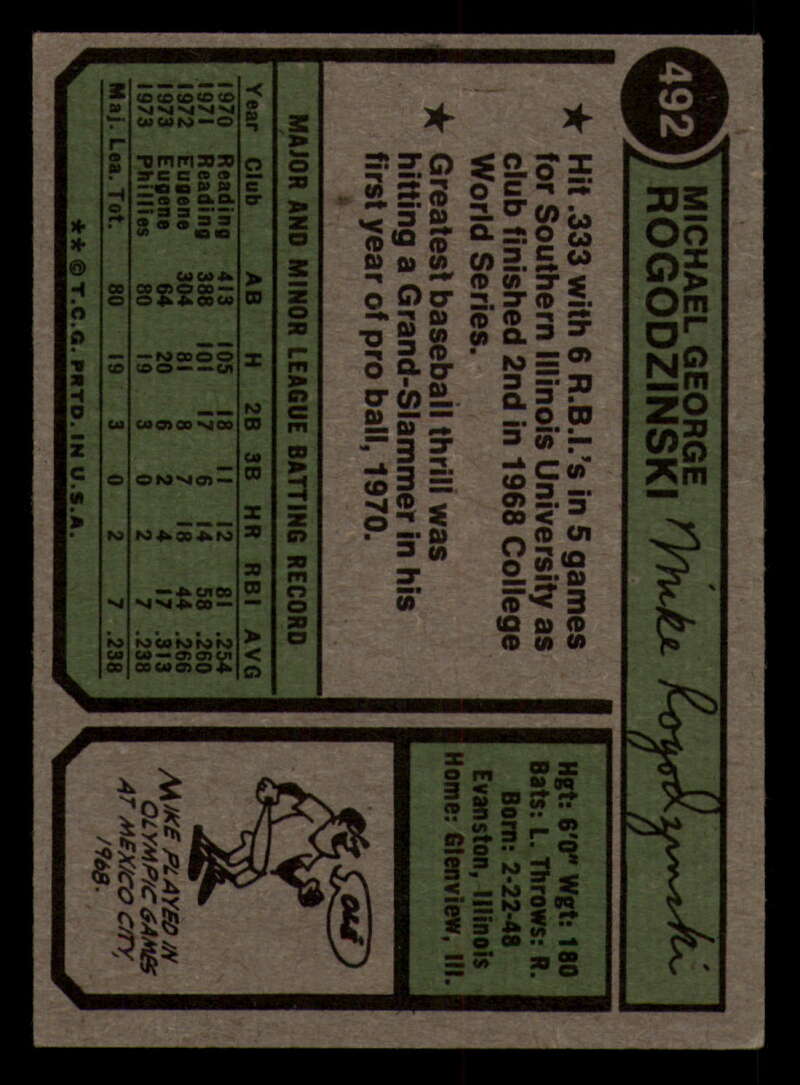 492
MICHAEL GEORGE
ROGODZINSKI
Mike Rogodzinski
★ Hit .333 with 6 R.B.I.'s in 5 games
for Southern Illinois University as
club finished 2nd in 1968 College
World Series.
★ Greatest baseball thrill was
hitting a Grand-Slammer in his
first year of pro ball, 1970.
MAJOR AND MINOR LEAGUE BATTING RECORD
Year Club AB H 2B 3B HR RBI AVG
1970 Reading 413 105 18 11 12 81 .254
1971 Reading 388 101 17 6 14 58 .260
1972 Eugene 304 81 8 7 18 44 .266
1973 Eugene 64 20 6 2 4 17 .313
1973 Phillies 80 19 3 0 2 7 .238
Maj. Lea. Tot. 80 19 3 0 2 7 .238
**©T.C.G. PRTD. IN U.S.A.
Hgt: 6'0" Wgt: 180
Bats: L. Throws: R.
Born: 2-22-48
Evanston, Illinois
Home: Glenview, Ill.
OLÉ
MIKE PLAYED IN
OLYMPIC GAMES
AT MEXICO CITY,
1968.